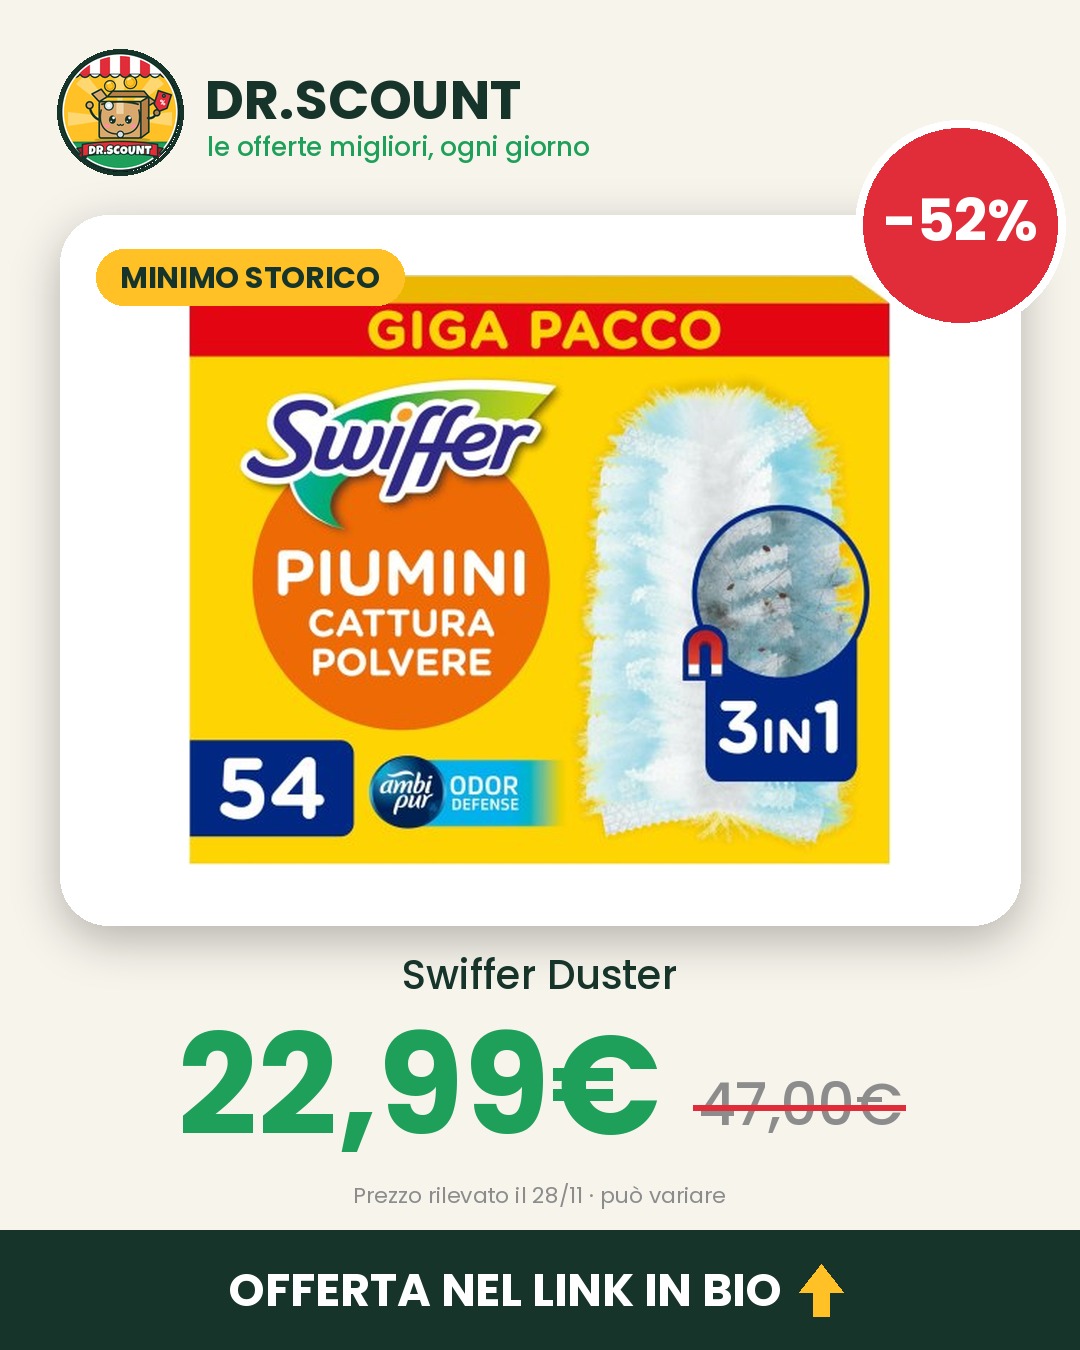 DR.SCOUNT
DR.SCOUNT
le offerte migliori, ogni giorno
-52%
MINIMO STORICO
GIGA PACCO
Swiffer
PIUMINI
CATTURA
POLVERE
3IN1
54
ambi
pur
ODOR
DEFENSE
Swiffer Duster
22,99€ 47,00€
Prezzo rilevato il 28/11 · può variare
OFFERTA NEL LINK IN BIO